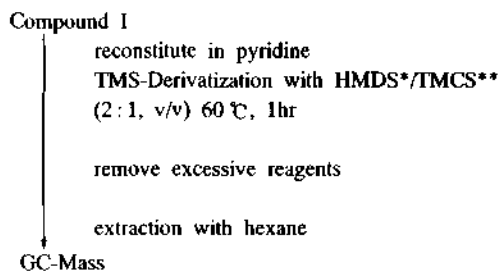 Compound I
reconstitute in pyridine
TMS-Derivatization with HMDS*/TMCS**
(2 : 1, v/v) 60 ℃, 1hr
remove excessive reagents
extraction with hexane
GC-Mass